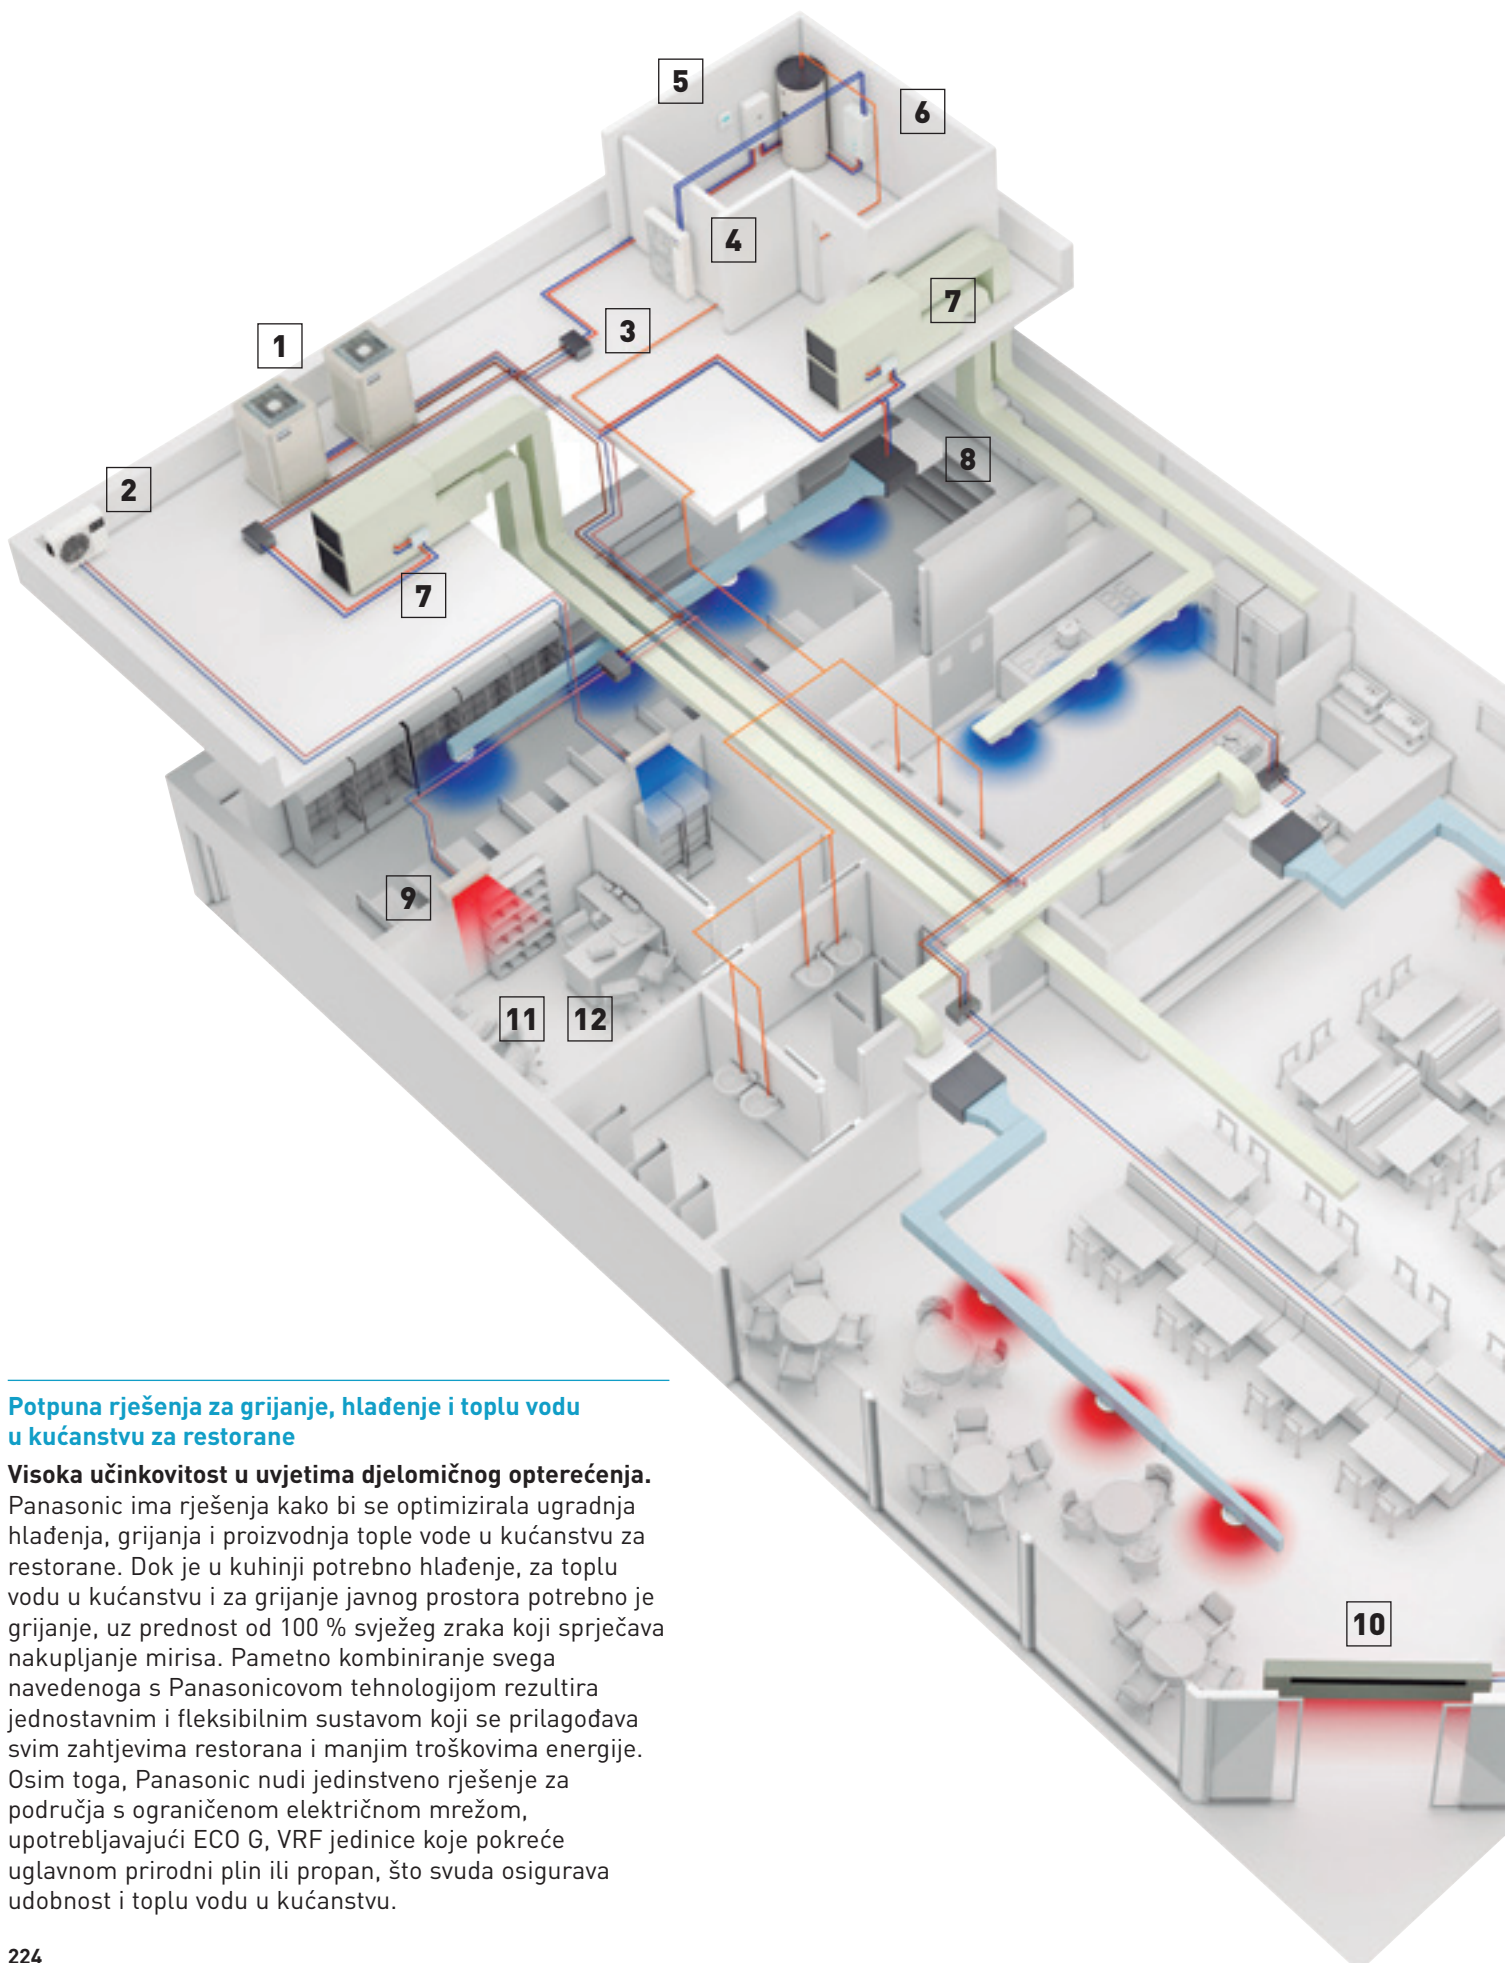 5
6
4
7
3
1
8
2
7
9
11
12
10
Potpuna rješenja za grijanje, hlađenje i toplu vodu
u kućanstvu za restorane
Visoka učinkovitost u uvjetima djelomičnog opterećenja.
Panasonic ima rješenja kako bi se optimizirala ugradnja
hlađenja, grijanja i proizvodnja tople vode u kućanstvu za
restorane. Dok je u kuhinji potrebno hlađenje, za toplu
vodu u kućanstvu i za grijanje javnog prostora potrebno je
grijanje, uz prednost od 100 % svježeg zraka koji sprječava
nakupljanje mirisa. Pametno kombiniranje svega
navedenoga s Panasonicovom tehnologijom rezultira
jednostavnim i fleksibilnim sustavom koji se prilagođava
svim zahtjevima restorana i manjim troškovima energije.
Osim toga, Panasonic nudi jedinstveno rješenje za
područja s ograničenom električnom mrežom,
upotrebljavajući ECO G, VRF jedinice koje pokreće
uglavnom prirodni plin ili propan, što svuda osigurava
udobnost i toplu vodu u kućanstvu.
224